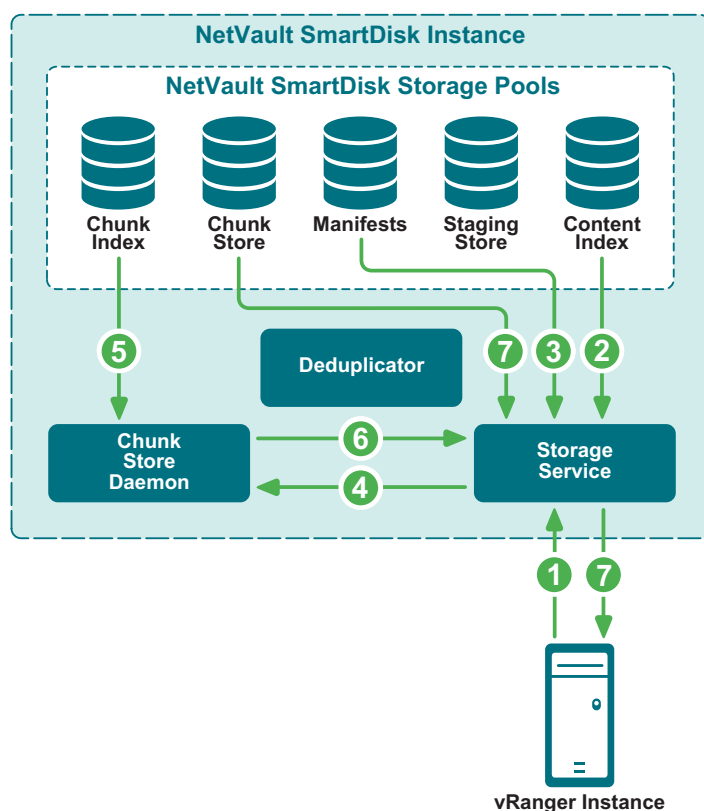 NetVault SmartDisk Instance
NetVault SmartDisk Storage Pools
Chunk
Index
Chunk
Store
Manifests
Staging
Store
Content
Index
5
7
3
2
Deduplicator
Chunk
Store
Daemon
6
4
Storage
Service
1
7
vRanger Instance